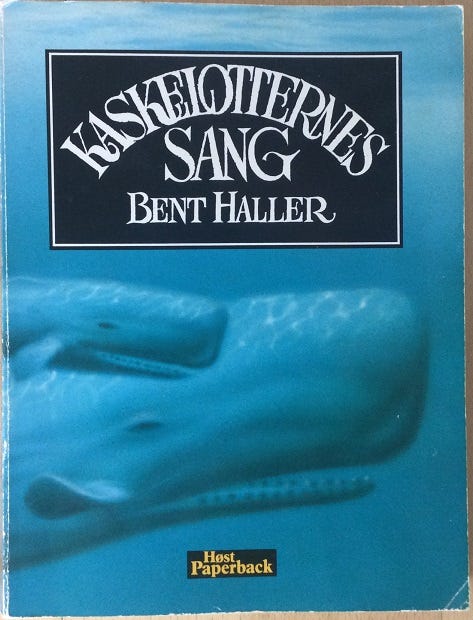 KASKELOTTERNES
SANG
BENT HALLER
Høst
Paperback